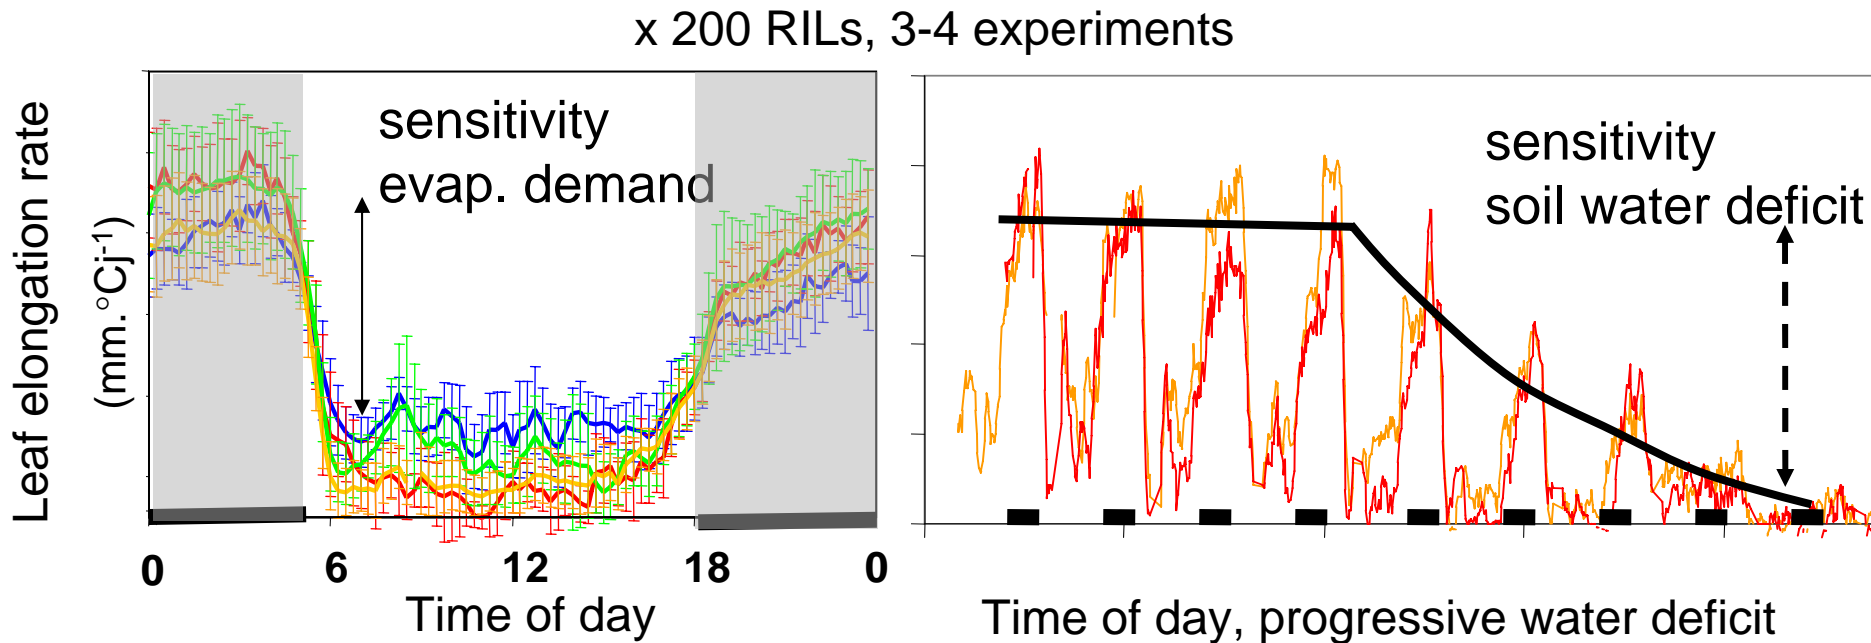 x 200 RILs, 3-4 experiments
Leaf elongation rate
(mm.°Cj-1)
sensitivity
evap. demand
0 6 12 18 0
Time of day
sensitivity
soil water deficit
Time of day, progressive water deficit